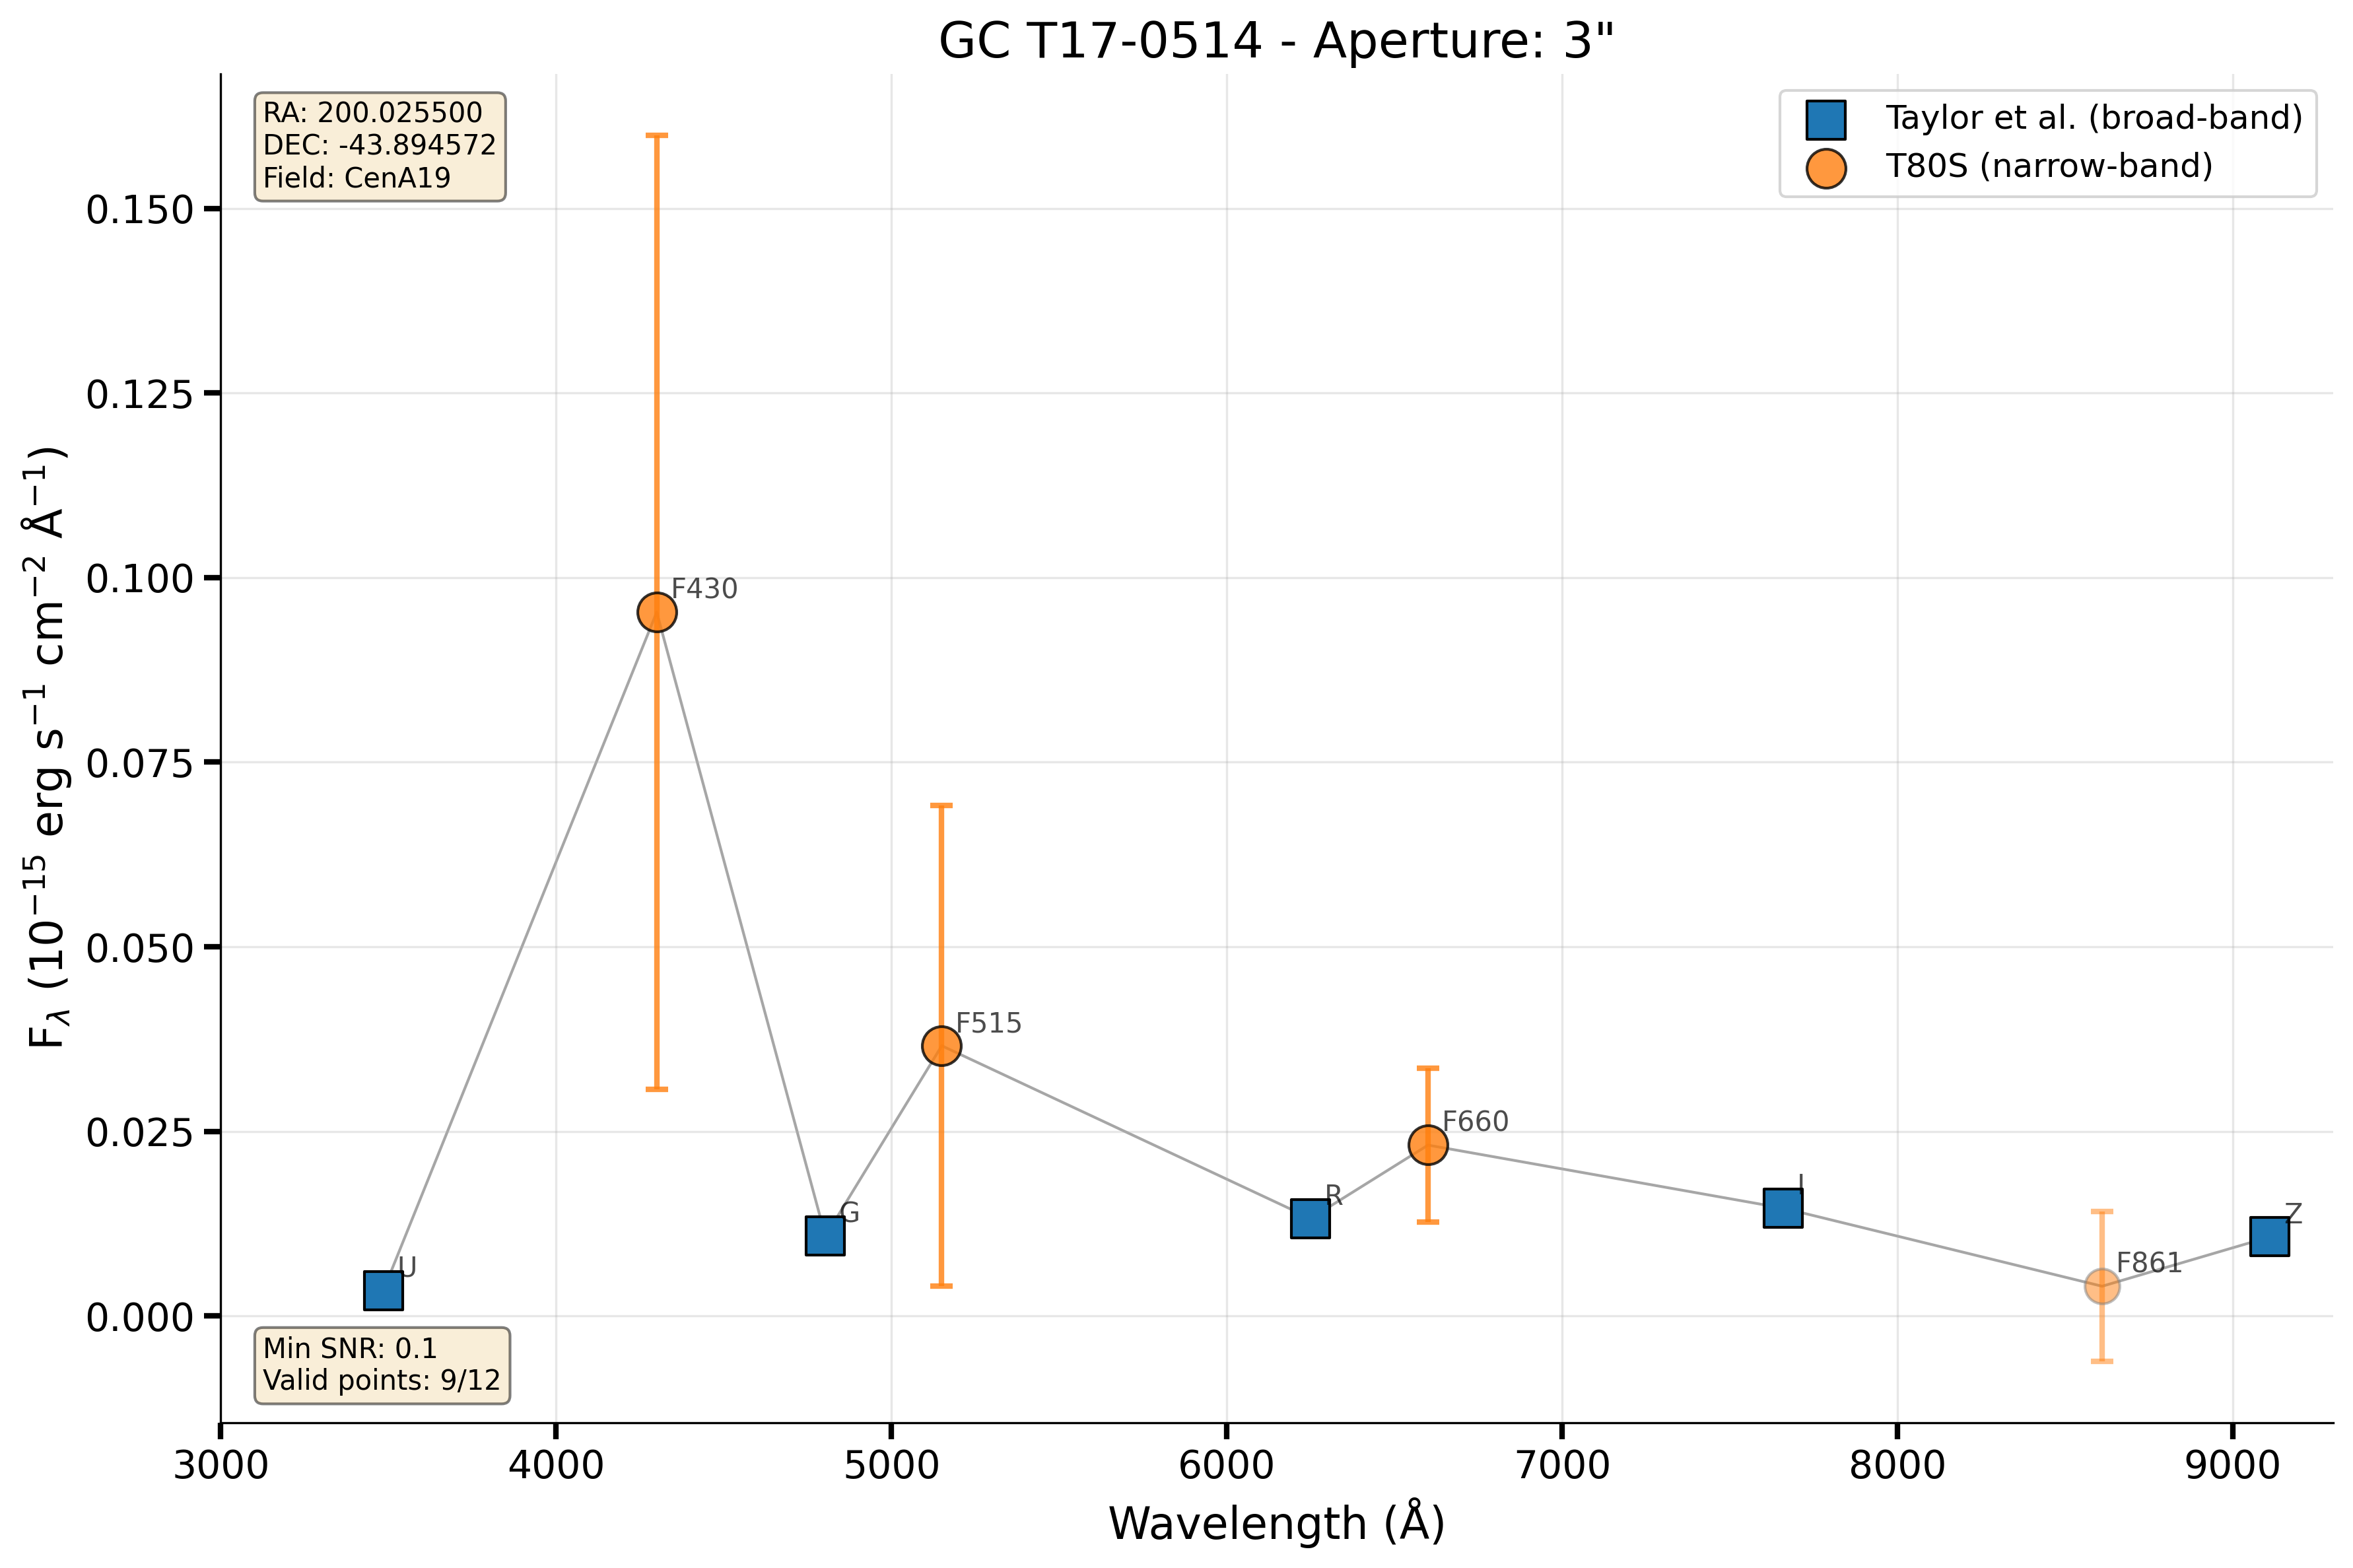 GC T17-0514 - Aperture: 3"
RA: 200.025500
DEC: -43.894572
Field: CenA19
Taylor et al. (broad-band)
T80S (narrow-band)
F$_λ$ (10$^{-15}$ erg s$^{-1}$ cm$^{-2}$ Å$^{-1}$)
0.150
0.125
0.100
0.075
0.050
0.025
0.000
F430
F515
F660
F861
U
G
R
I
Z
Min SNR: 0.1
Valid points: 9/12
3000 4000 5000 6000 7000 8000 9000
Wavelength (Å)